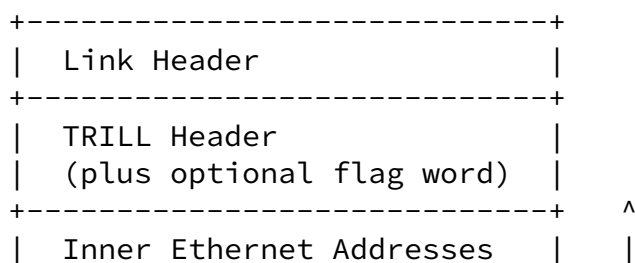 +-----------------------------+
|  Link Header                |
+-----------------------------+
|  TRILL Header               |
|  (plus optional flag word)  |
+-----------------------------+   ^
|  Inner Ethernet Addresses   |   |